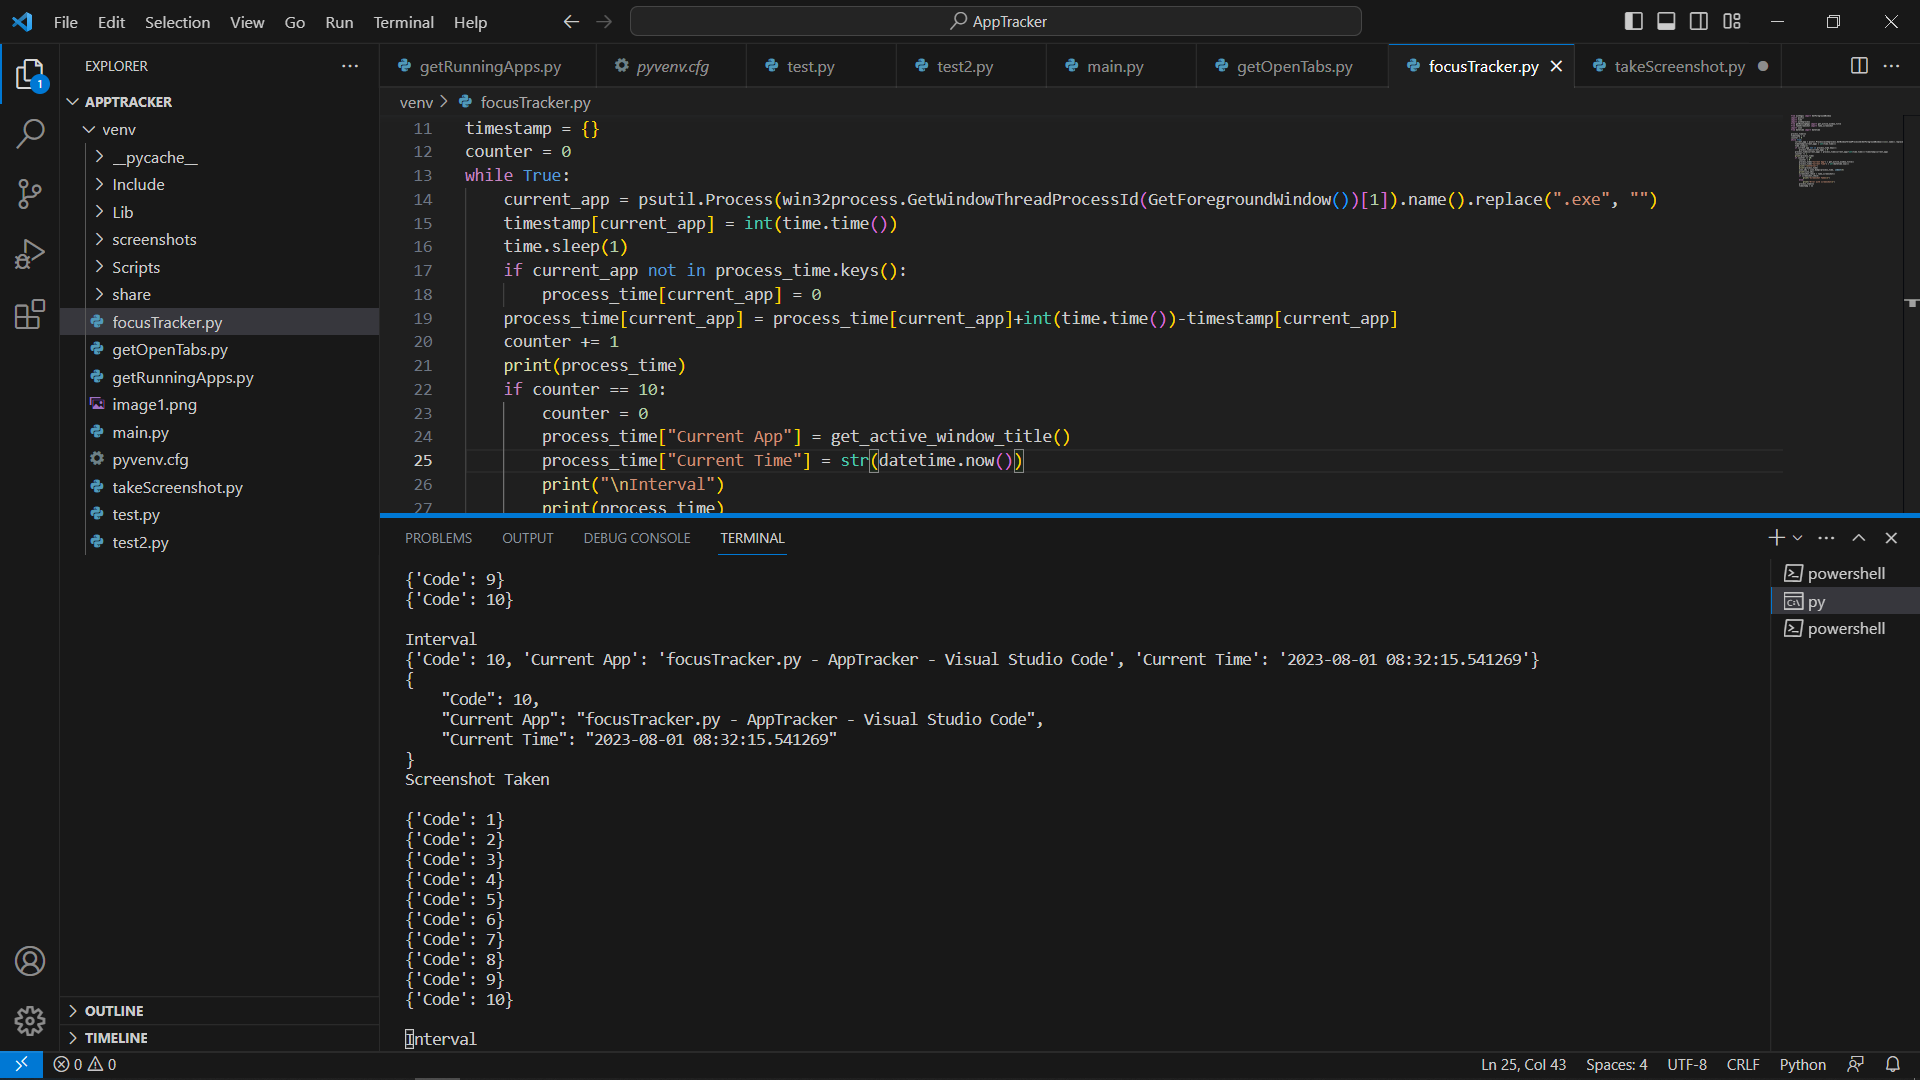 File Edit Selection View Go Run Terminal Help
AppTracker
EXPLORER
1
APPTRACKER
venv
__pycache__
Include
Lib
screenshots
Scripts
share
focusTracker.py
getOpenTabs.py
getRunningApps.py
image1.png
main.py
pyvenv.cfg
takeScreenshot.py
test.py
test2.py
OUTLINE
TIMELINE
getRunningApps.py pyvenv.cfg test.py test2.py main.py getOpenTabs.py focusTracker.py takeScreenshot.py
venv > focusTracker.py
11 timestamp = {}
12 counter = 0
13 while True:
14 current_app = psutil.Process(win32process.GetWindowThreadProcessId(GetForegroundWindow())[1]).name().replace(".exe", "")
15 timestamp[current_app] = int(time.time())
16 time.sleep(1)
17 if current_app not in process_time.keys():
18 process_time[current_app] = 0
19 process_time[current_app] = process_time[current_app]+int(time.time())-timestamp[current_app]
20 counter += 1
21 print(process_time)
22 if counter == 10:
23 counter = 0
24 process_time["Current App"] = get_active_window_title()
25 process_time["Current Time"] = str(datetime.now())
26 print("\nInterval")
27 print(process_time)
PROBLEMS OUTPUT DEBUG CONSOLE TERMINAL
{'Code': 9}
{'Code': 10}
Interval
{'Code': 10, 'Current App': 'focusTracker.py - AppTracker - Visual Studio Code', 'Current Time': '2023-08-01 08:32:15.541269'}
{
"Code": 10,
"Current App": "focusTracker.py - AppTracker - Visual Studio Code",
"Current Time": "2023-08-01 08:32:15.541269"
}
Screenshot Taken
{'Code': 1}
{'Code': 2}
{'Code': 3}
{'Code': 4}
{'Code': 5}
{'Code': 6}
{'Code': 7}
{'Code': 8}
{'Code': 9}
{'Code': 10}
Interval
powershell
py
powershell
0 0
Ln 25, Col 43 Spaces: 4 UTF-8 CRLF Python